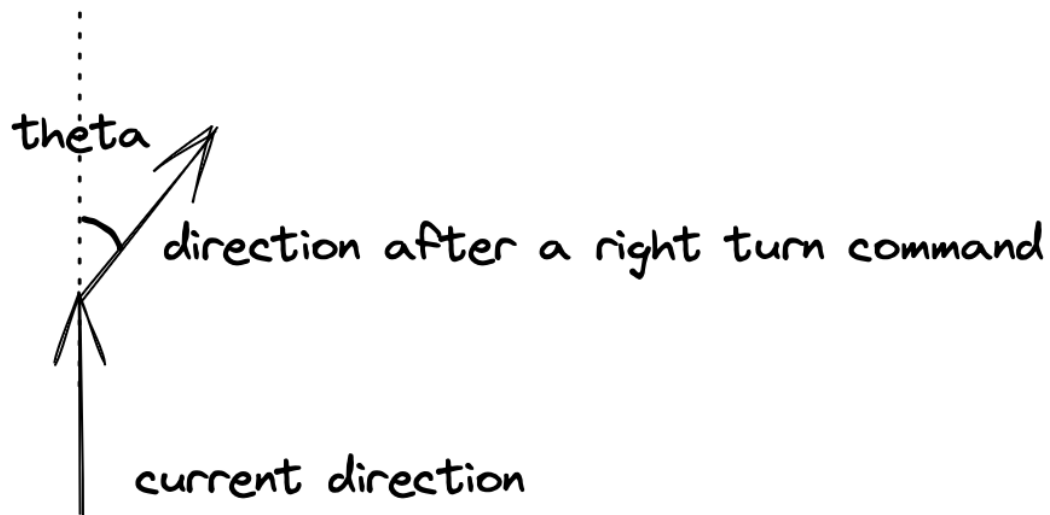 theta
direction after a right turn command
current direction